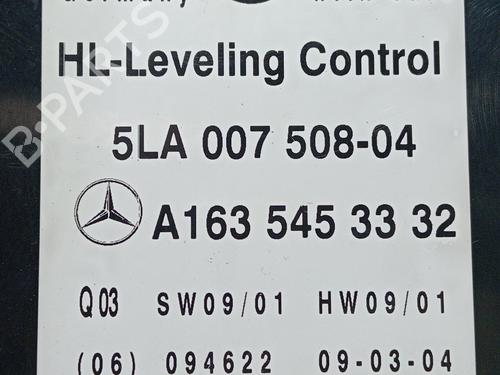 Germany
HL-Leveling Control
5LA 007 508-04
A163 545 33 32
Q03 SW09/01 HW09/01
(06) 094622 09-03-04
B-PARTS